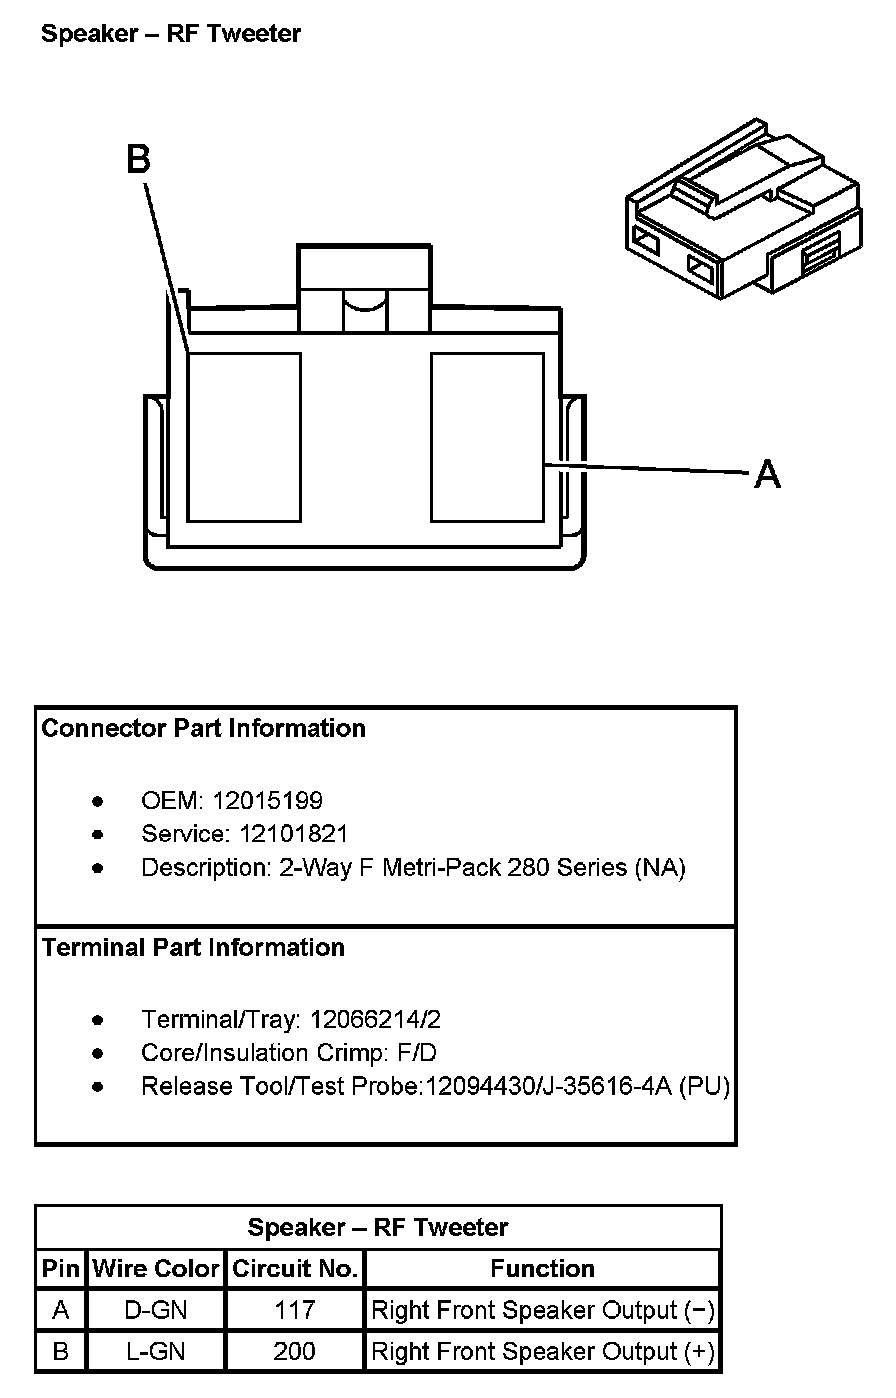 Speaker – RF Tweeter
B
A
Connector Part Information
● OEM: 12015199
● Service: 12101821
● Description: 2-Way F Metri-Pack 280 Series (NA)
Terminal Part Information
● Terminal/Tray: 12066214/2
● Core/Insulation Crimp: F/D
● Release Tool/Test Probe:12094430/J-35616-4A (PU)
Speaker – RF Tweeter
Pin Wire Color Circuit No. Function
A D-GN 117 Right Front Speaker Output (−)
B L-GN 200 Right Front Speaker Output (+)